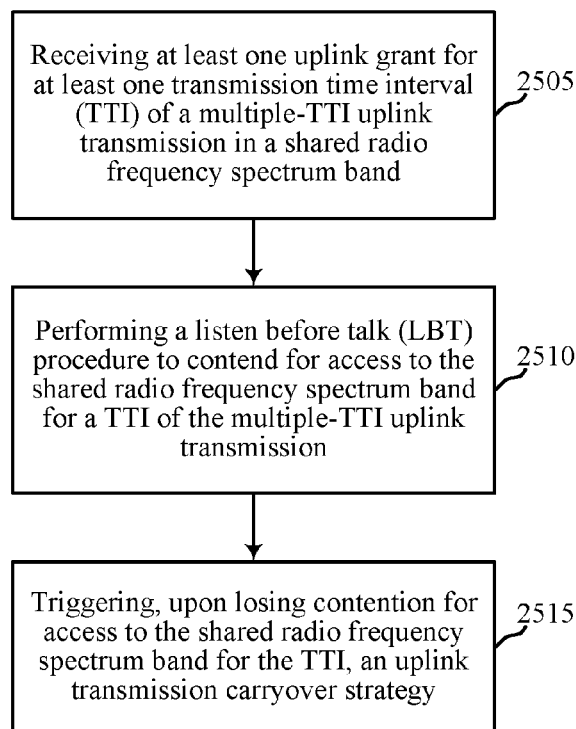 Receiving at least one uplink grant for
at least one transmission time interval
(TTI) of a multiple-TTI uplink
transmission in a shared radio
frequency spectrum band
2505
Performing a listen before talk (LBT)
procedure to contend for access to the
shared radio frequency spectrum band
for a TTI of the multiple-TTI uplink
transmission
2510
Triggering, upon losing contention for
access to the shared radio frequency
spectrum band for the TTI, an uplink
transmission carryover strategy
2515